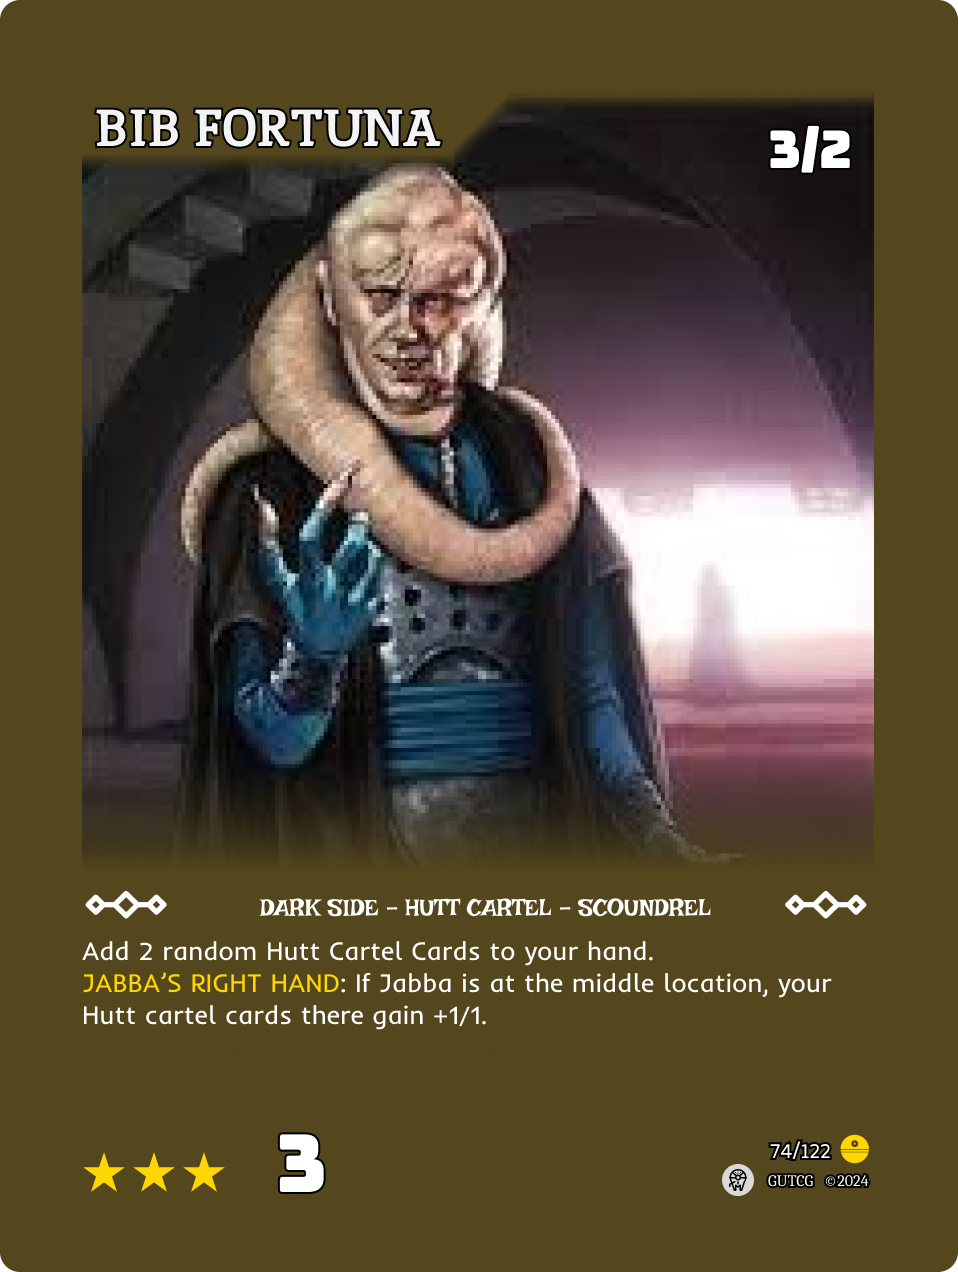 BIB FORTUNA
3/2
DARK SIDE – HUTT CARTEL – SCOUNDREL
Add 2 random Hutt Cartel Cards to your hand.
JABBA’S RIGHT HAND: If Jabba is at the middle location, your
Hutt cartel cards there gain +1/1.
3
74/122
GUTCG ©2024